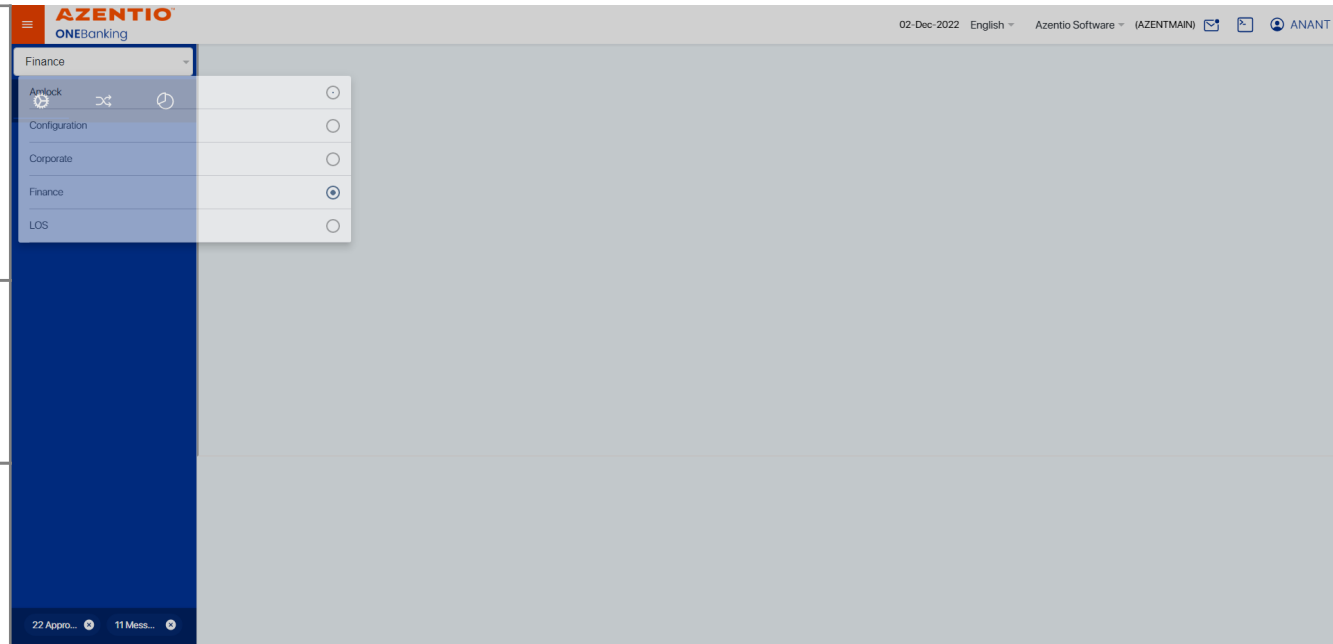 AZENTIO™
ONEBanking
02-Dec-2022 English Azentio Software (AZENTMAIN) ANANT
Finance
Amlock
Configuration
Corporate
Finance
LOS
22 Appro... 11 Mess...